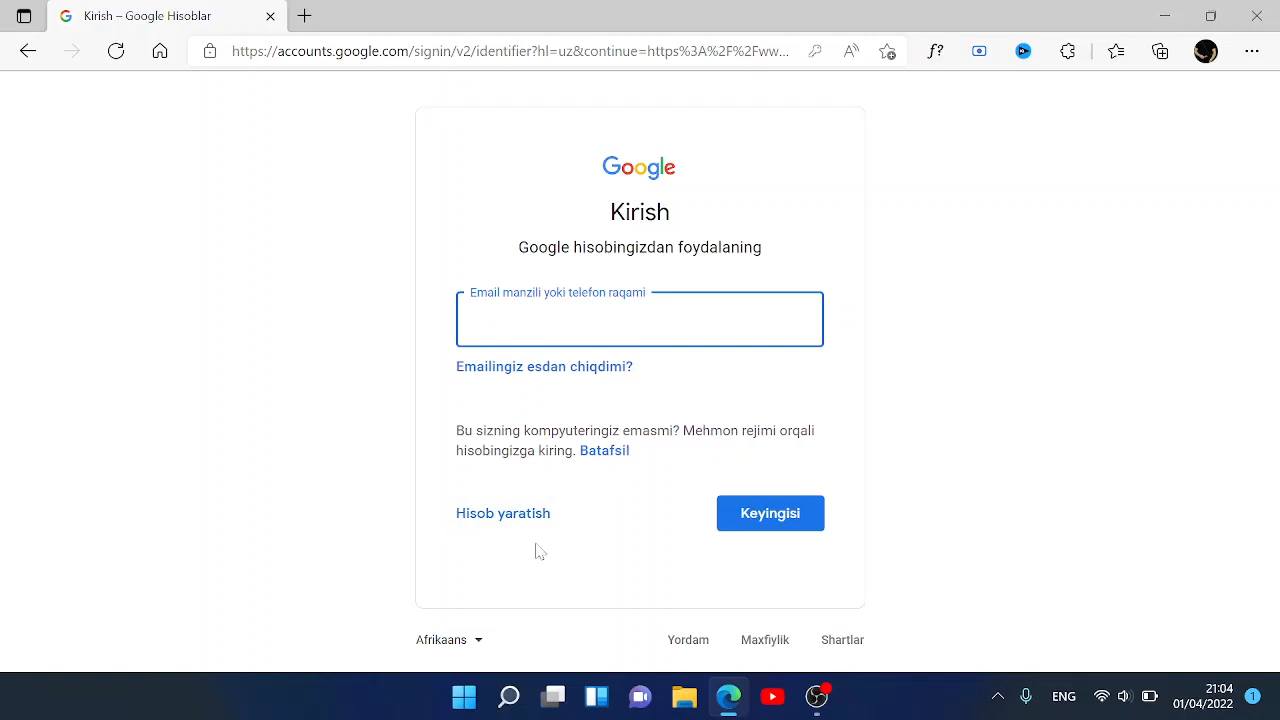 Kirish – Google Hisoblar
https://accounts.google.com/signin/v2/identifier?hl=uz&continue=https%3A%2F%2Fww...
Google
Kirish
Google hisobingizdan foydalaning
Email manzili yoki telefon raqami
Emailingiz esdan chiqdimi?
Bu sizning kompyuteringiz emasmi? Mehmon rejimi orqali
hisobingizga kiring. Batafsil
Hisob yaratish
Keyingisi
Afrikaans
Yordam
Maxfiylik
Shartlar
ENG
21:04
01/04/2022
1